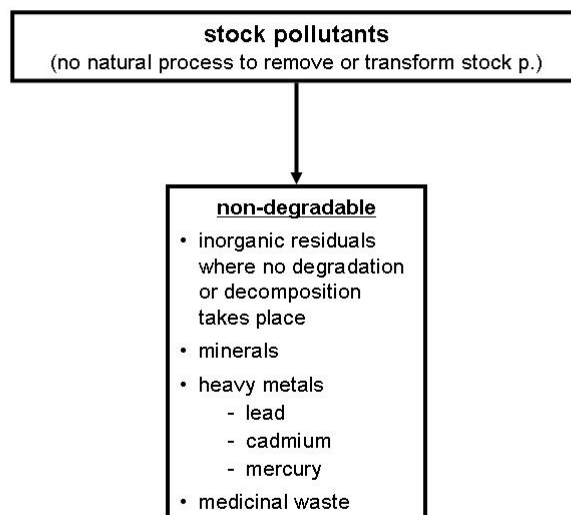 stock pollutants
(no natural process to remove or transform stock p.)
non-degradable
• inorganic residuals
where no degradation
or decomposition
takes place
• minerals
• heavy metals
- lead
- cadmium
- mercury
• medicinal waste